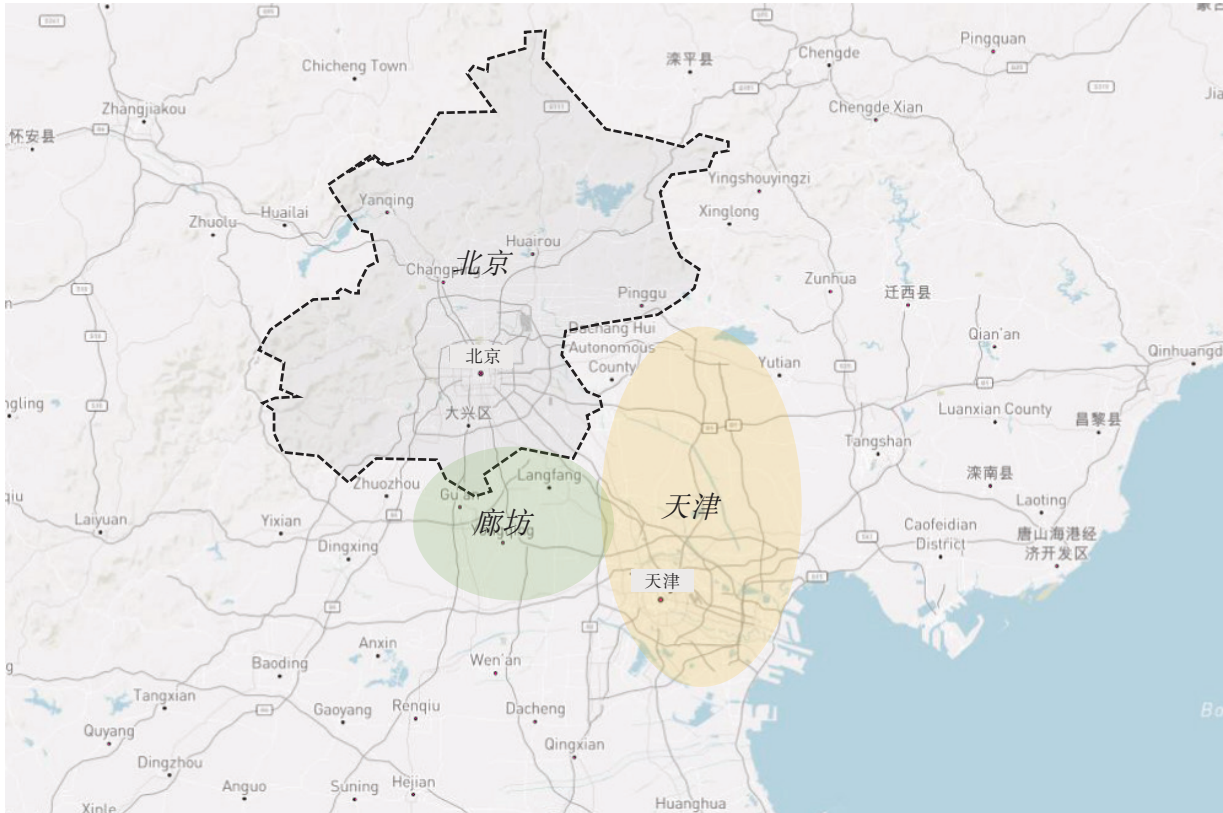 滦平县
Chengde
Pingquan
Chicheng Town
Zhangjiakou
Chengde Xian
怀安县
S317
Yingshouyingzi
Yanqing
Xinglong
Huailai
Zhuolu
Huairou
北京
Zunhua
迁西县
Pinggu
Dachang Hui
Autonomous
County
Qian'an
Yutian
北京
大兴区
Luanxian County
昌黎县
Tangshan
滦南县
Langfang
Zhuozhou
Gu'an
廊坊
天津
Laoting
Laiyuan
Yixian
Dingxing
Caofeidian
District
唐山海港经
济开发区
天津
Anxin
Baoding
Wen'an
Tangxian
Gaoyang
Renqiu
Dacheng
Quyang
Qingxian
Dingzhou
Anguo
Suning
Hejian
Huanghua